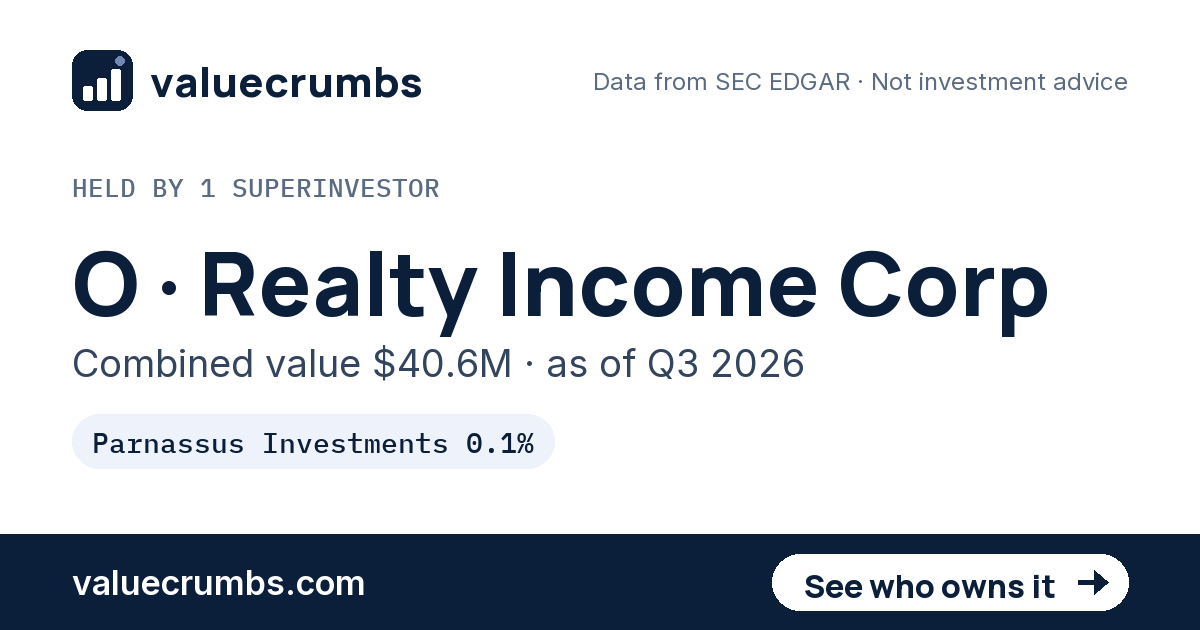 valuecrumbs
Data from SEC EDGAR · Not investment advice
HELD BY 1 SUPERINVESTOR
O · Realty Income Corp
Combined value $40.6M · as of Q3 2026
Parnassus Investments 0.1%
valuecrumbs.com
See who owns it →